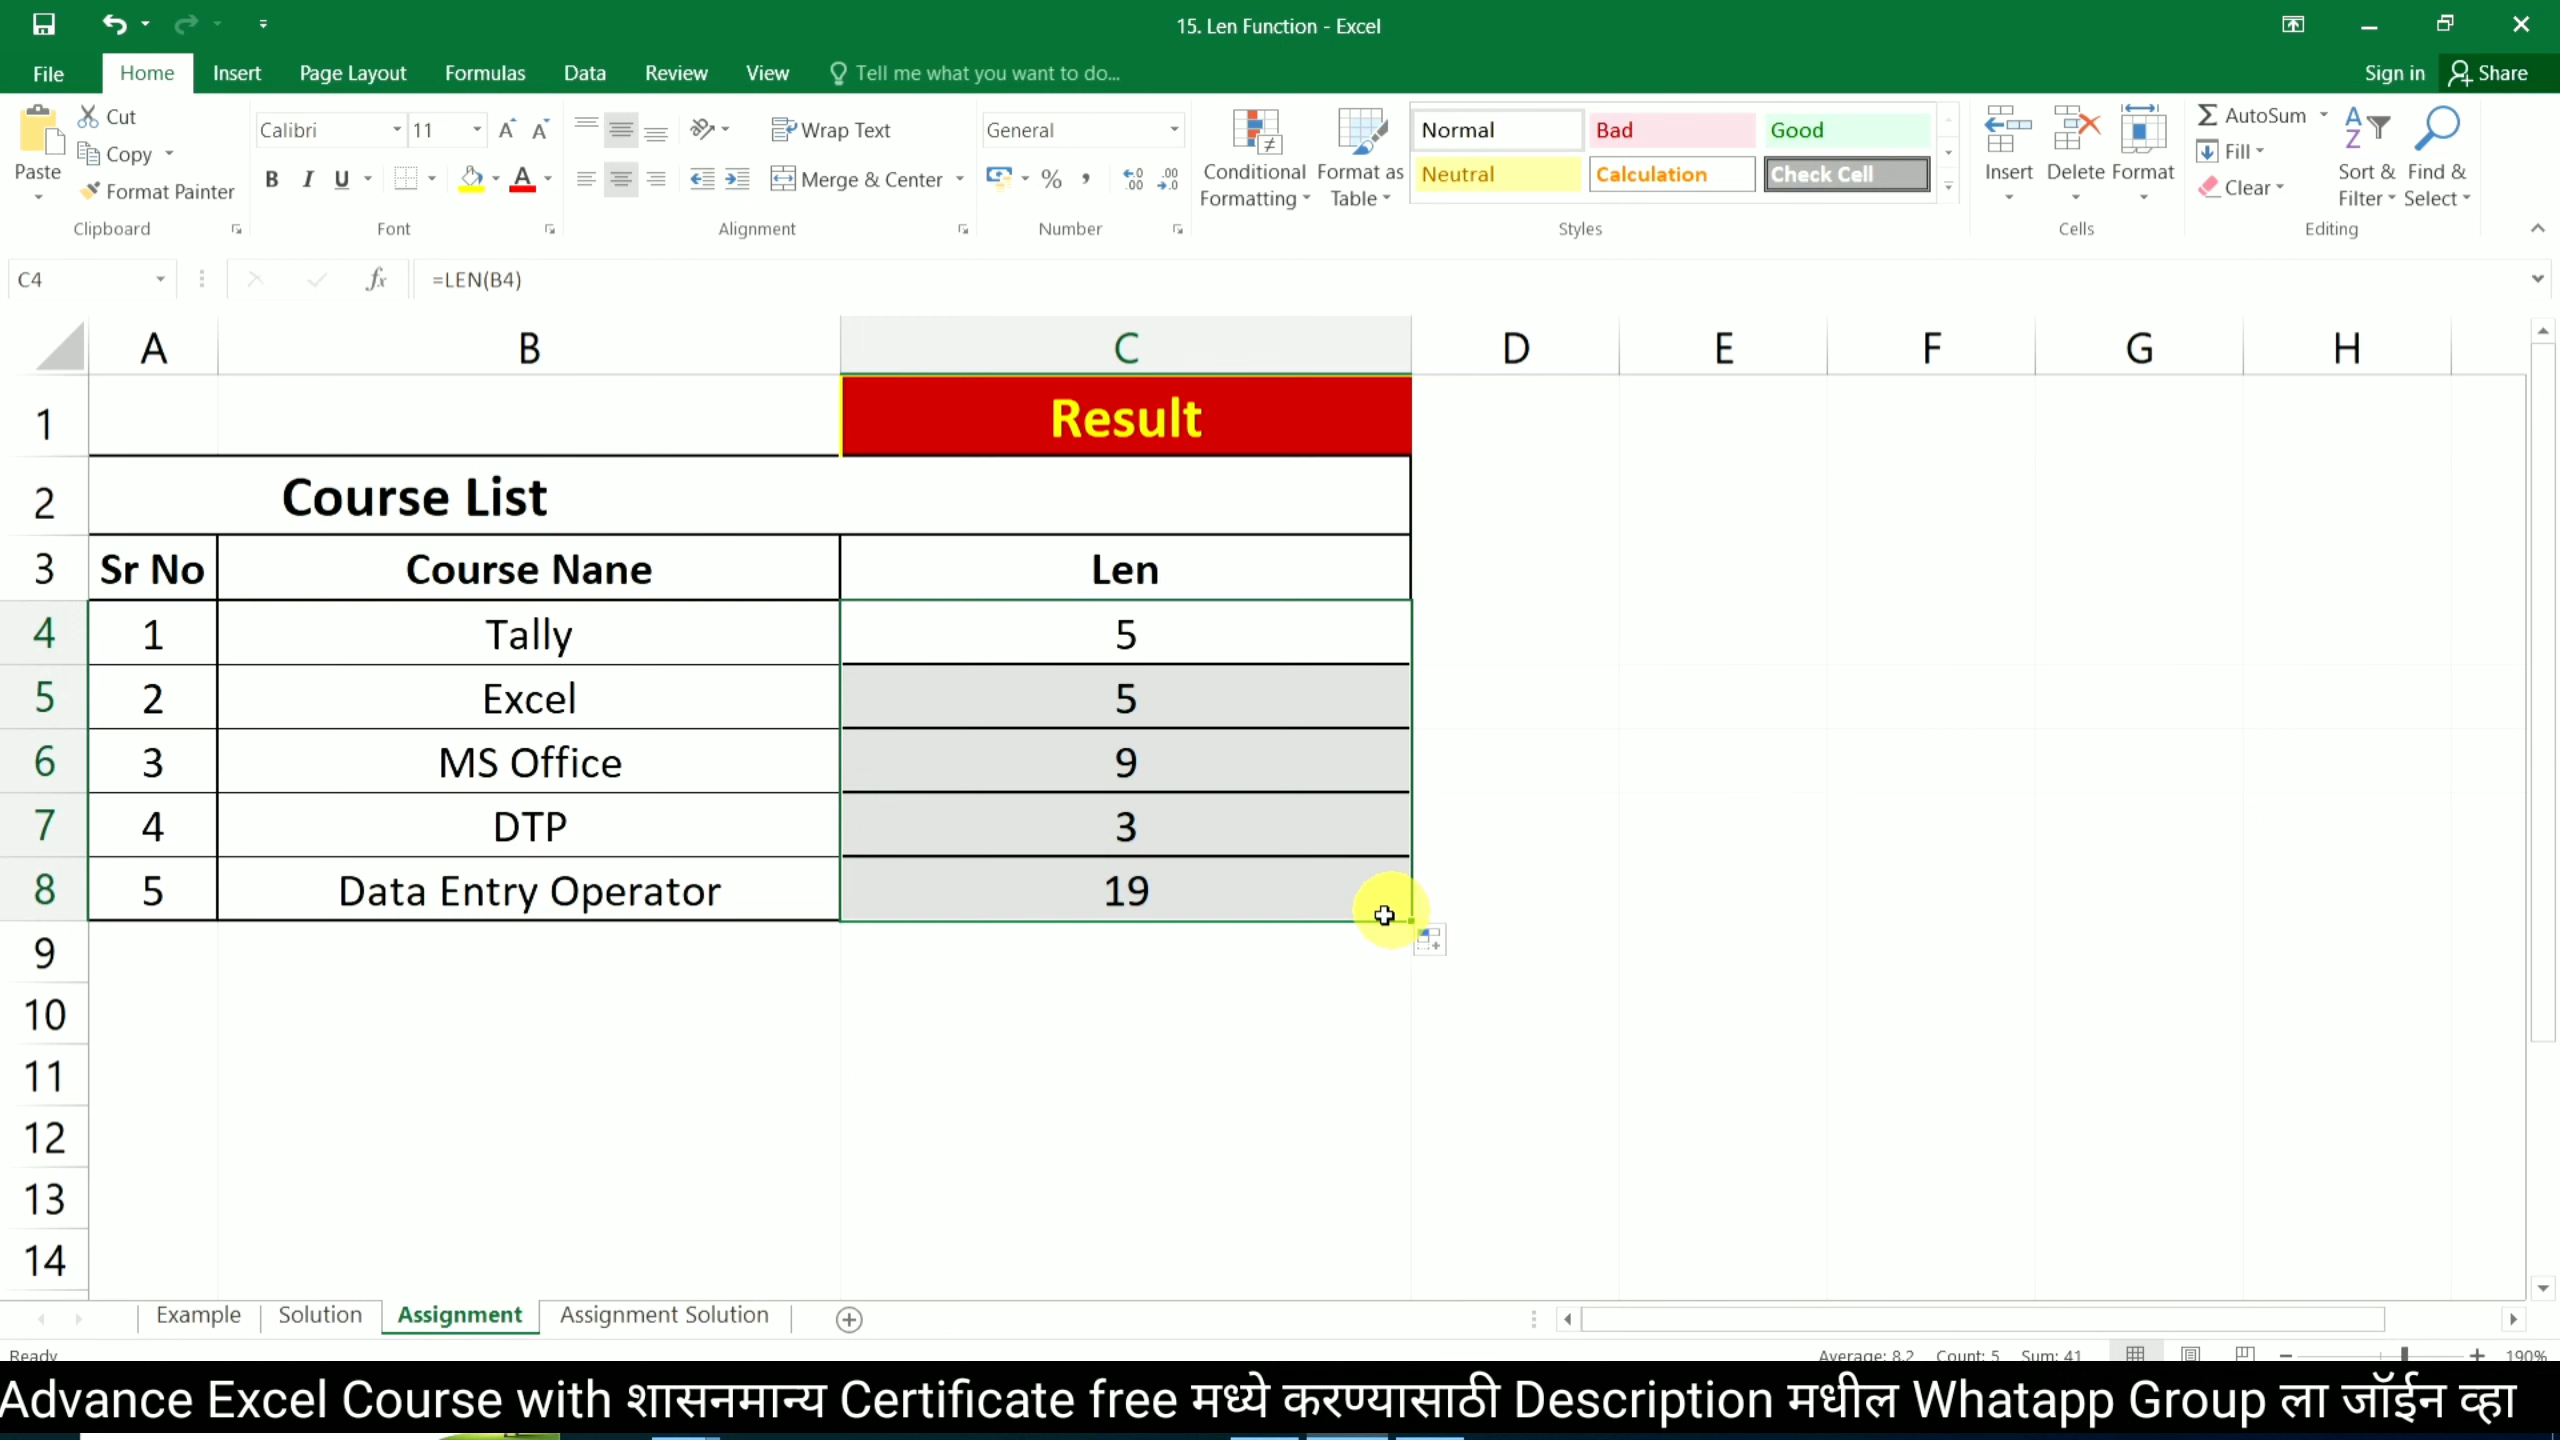 15. Len Function - Excel
File Home Insert Page Layout Formulas Data Review View Tell me what you want to do... Sign in Share
Cut
Copy
Format Painter
Paste
Clipboard
Calibri 11
B I U
Font
Wrap Text
Merge & Center
Alignment
General
%
Number
Conditional Formatting
Format as Table
Normal Bad Good
Neutral Calculation Check Cell
Styles
Insert Delete Format
Cells
AutoSum
Fill
Clear
Sort & Filter
Find & Select
Editing
C4 fx =LEN(B4)
A B C D E F G H
1 Result
2 Course List
3 Sr No Course Nane Len
4 1 Tally 5
5 2 Excel 5
6 3 MS Office 9
7 4 DTP 3
8 5 Data Entry Operator 19
9
10
11
12
13
14
Example Solution Assignment Assignment Solution
Ready Average: 8.2 Count: 5 Sum: 41 190%
Advance Excel Course with शासनमान्य Certificate free मध्ये करण्यासाठी Description मधील Whatapp Group ला जॉईन व्हा